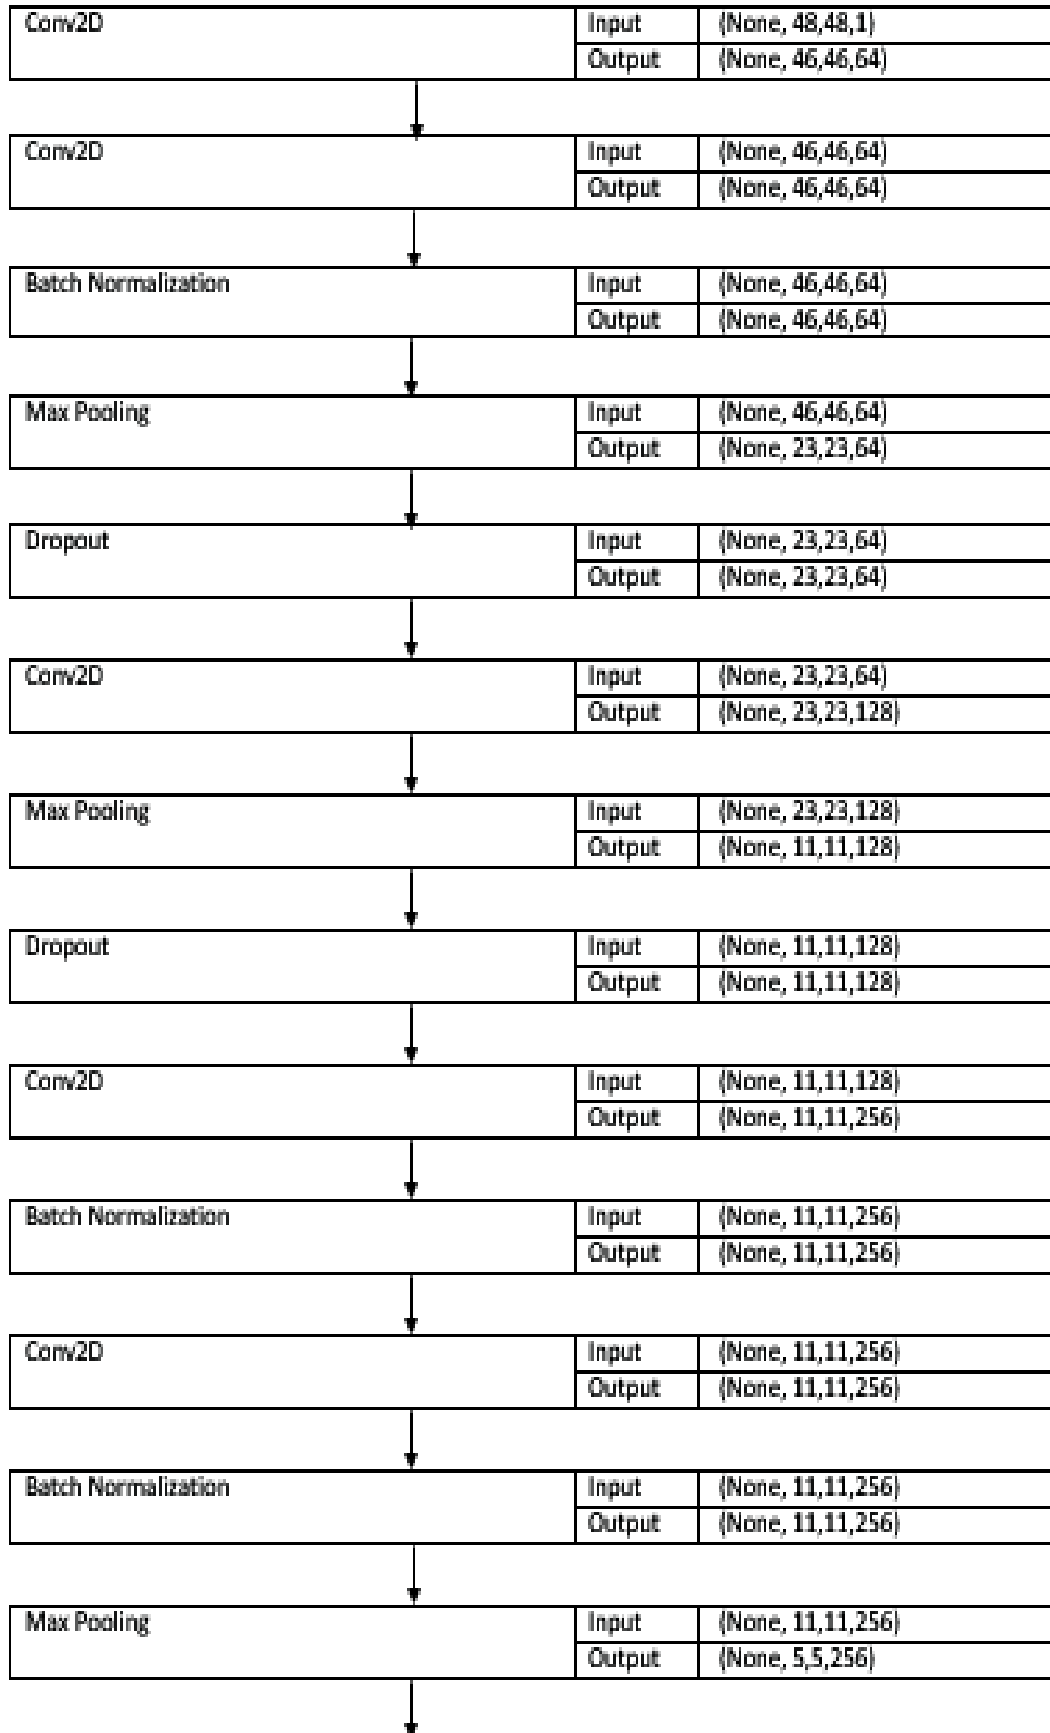 Conv2D Input (None, 48,48,1)
Output (None, 46,46,64)
Conv2D Input (None, 46,46,64)
Output (None, 46,46,64)
Batch Normalization Input (None, 46,46,64)
Output (None, 46,46,64)
Max Pooling Input (None, 46,46,64)
Output (None, 23,23,64)
Dropout Input (None, 23,23,64)
Output (None, 23,23,64)
Conv2D Input (None, 23,23,64)
Output (None, 23,23,128)
Max Pooling Input (None, 23,23,128)
Output (None, 11,11,128)
Dropout Input (None, 11,11,128)
Output (None, 11,11,128)
Conv2D Input (None, 11,11,128)
Output (None, 11,11,256)
Batch Normalization Input (None, 11,11,256)
Output (None, 11,11,256)
Conv2D Input (None, 11,11,256)
Output (None, 11,11,256)
Batch Normalization Input (None, 11,11,256)
Output (None, 11,11,256)
Max Pooling Input (None, 11,11,256)
Output (None, 5,5,256)